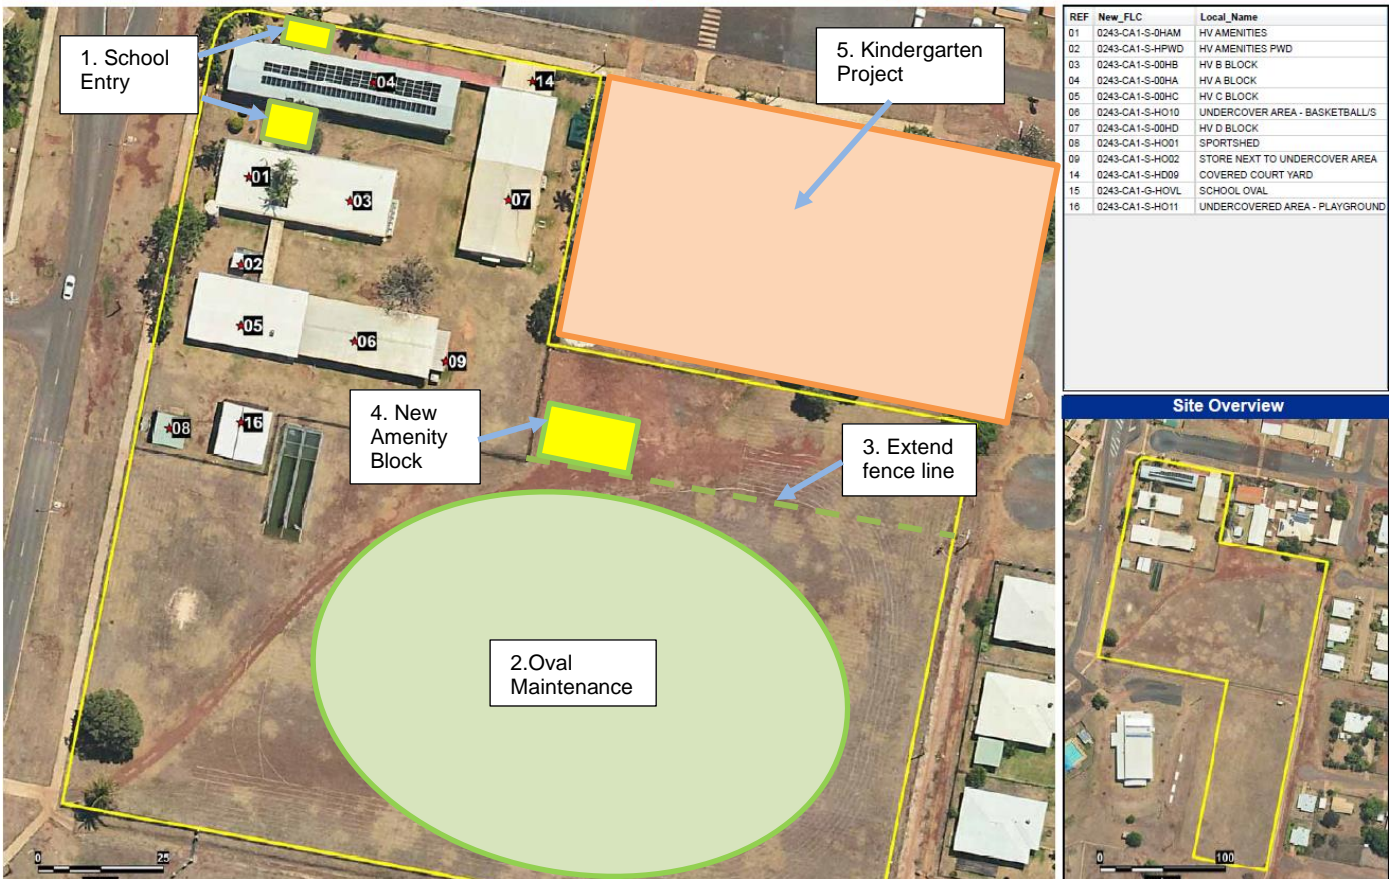 1. School
Entry
5. Kindergarten
Project
04
14
01
03
07
02
05
06
09
4. New
Amenity
Block
3. Extend
fence line
08
16
2.Oval
Maintenance
0 25
REF New_FLC Local_Name
01 0243-CA1-S-0HAM HV AMENITIES
02 0243-CA1-S-HPWD HV AMENITIES PWD
03 0243-CA1-S-00HB HV B BLOCK
04 0243-CA1-S-00HA HV A BLOCK
05 0243-CA1-S-00HC HV C BLOCK
06 0243-CA1-S-HO10 UNDERCOVER AREA - BASKETBALL/S
07 0243-CA1-S-00HD HV D BLOCK
08 0243-CA1-S-HO01 SPORTSHED
09 0243-CA1-S-HO02 STORE NEXT TO UNDERCOVER AREA
14 0243-CA1-S-HD09 COVERED COURT YARD
15 0243-CA1-G-HOVL SCHOOL OVAL
16 0243-CA1-S-HO11 UNDERCOVERED AREA - PLAYGROUND
Site Overview
0 100